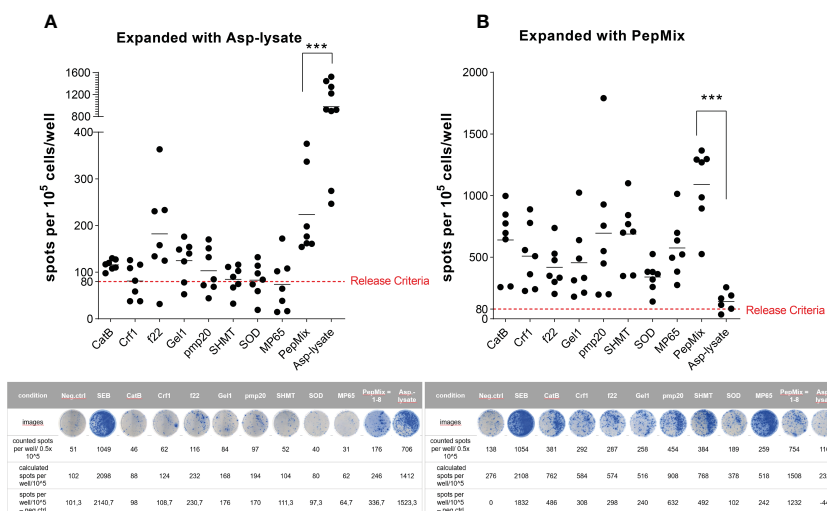 A
Expanded with Asp-lysate
***
1600
1200
800
400
200
100
80
0
spots per 10^5 cells/well
Release Criteria
CatB
Crf1
f22
Gel1
pmp20
SHMT
SOD
MP65
PepMix
Asp-lysate
B
Expanded with PepMix
***
2000
1500
1000
500
80
0
spots per 10^5 cells/well
Release Criteria
CatB
Crf1
f22
Gel1
pmp20
SHMT
SOD
MP65
PepMix
Asp-lysate
condition Neg.ctrl SEB CatB Crf1 f22 Gel1 pmp20 SHMT SOD MP65 PepMix = 1-8 Asp.-lysate
images
counted spots per well/ 0.5x 10^5 51 1049 46 62 116 84 97 52 40 31 176 706
calculated spots per well/10^5 102 2098 88 124 232 168 194 104 80 62 246 1412
spots per well/10^5 – neg ctrl 101,3 2140,7 98 108,7 230,7 176 170 111,3 97,3 64,7 336,7 1523,3
condition Neg.ctrl SEB CatB Crf1 f22 Gel1 pmp20 SHMT SOD MP65 PepMix = 1-8 Asp lysa
images
counted spots per well/ 0.5x 10^5 138 1054 381 292 287 258 454 384 189 259 754 11
calculated spots per well/10^5 276 2108 762 584 574 516 908 768 378 518 1508 23
spots per well/10^5 – neg ctrl 0 1832 486 308 298 240 632 492 102 242 1232 -4